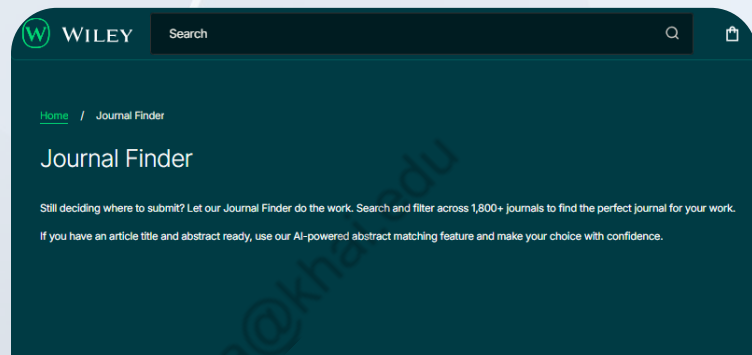 WILEY Search
Home / Journal Finder
Journal Finder
Still deciding where to submit? Let our Journal Finder do the work. Search and filter across 1,800+ journals to find the perfect journal for your work.
If you have an article title and abstract ready, use our AI-powered abstract matching feature and make your choice with confidence.
@khai.edu